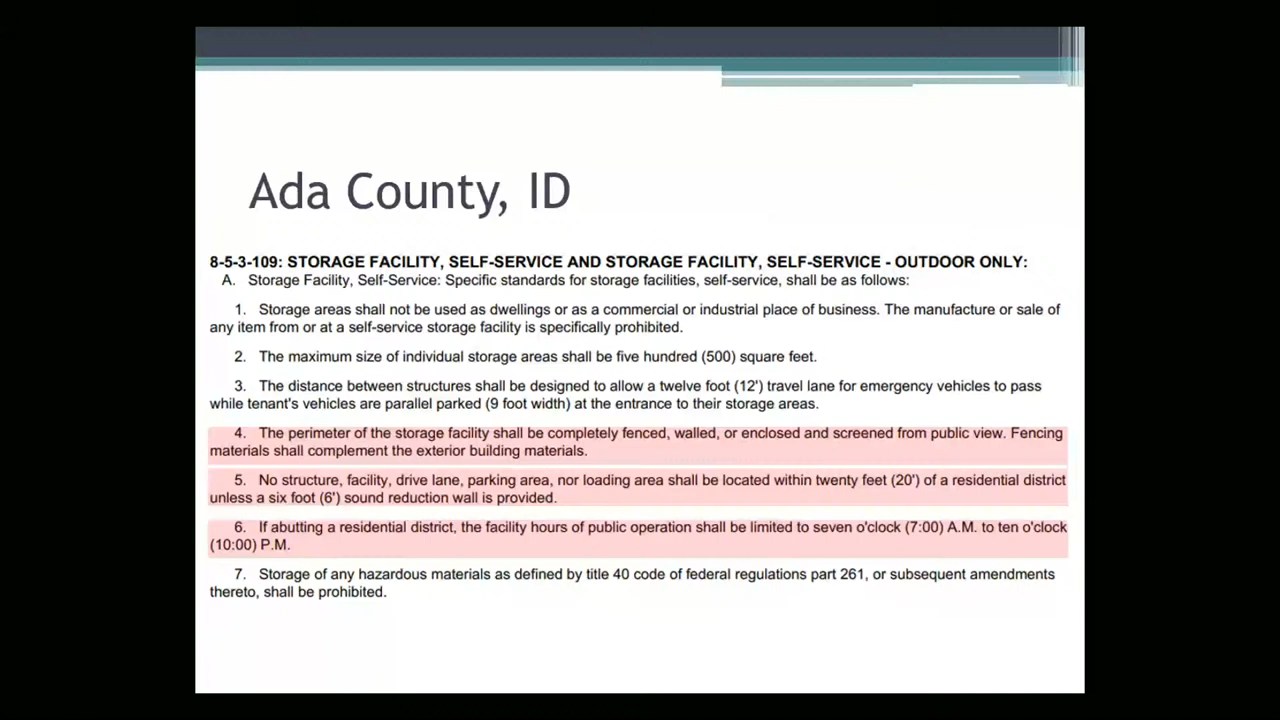 Ada County, ID
8-5-3-109: STORAGE FACILITY, SELF-SERVICE AND STORAGE FACILITY, SELF-SERVICE - OUTDOOR ONLY:
A. Storage Facility, Self-Service: Specific standards for storage facilities, self-service, shall be as follows:
1. Storage areas shall not be used as dwellings or as a commercial or industrial place of business. The manufacture or sale of
any item from or at a self-service storage facility is specifically prohibited.
2. The maximum size of individual storage areas shall be five hundred (500) square feet.
3. The distance between structures shall be designed to allow a twelve foot (12') travel lane for emergency vehicles to pass
while tenant's vehicles are parallel parked (9 foot width) at the entrance to their storage areas.
4. The perimeter of the storage facility shall be completely fenced, walled, or enclosed and screened from public view. Fencing
materials shall complement the exterior building materials.
5. No structure, facility, drive lane, parking area, nor loading area shall be located within twenty feet (20') of a residential district
unless a six foot (6') sound reduction wall is provided.
6. If abutting a residential district, the facility hours of public operation shall be limited to seven o'clock (7:00) A.M. to ten o'clock
(10:00) P.M.
7. Storage of any hazardous materials as defined by title 40 code of federal regulations part 261, or subsequent amendments
thereto, shall be prohibited.